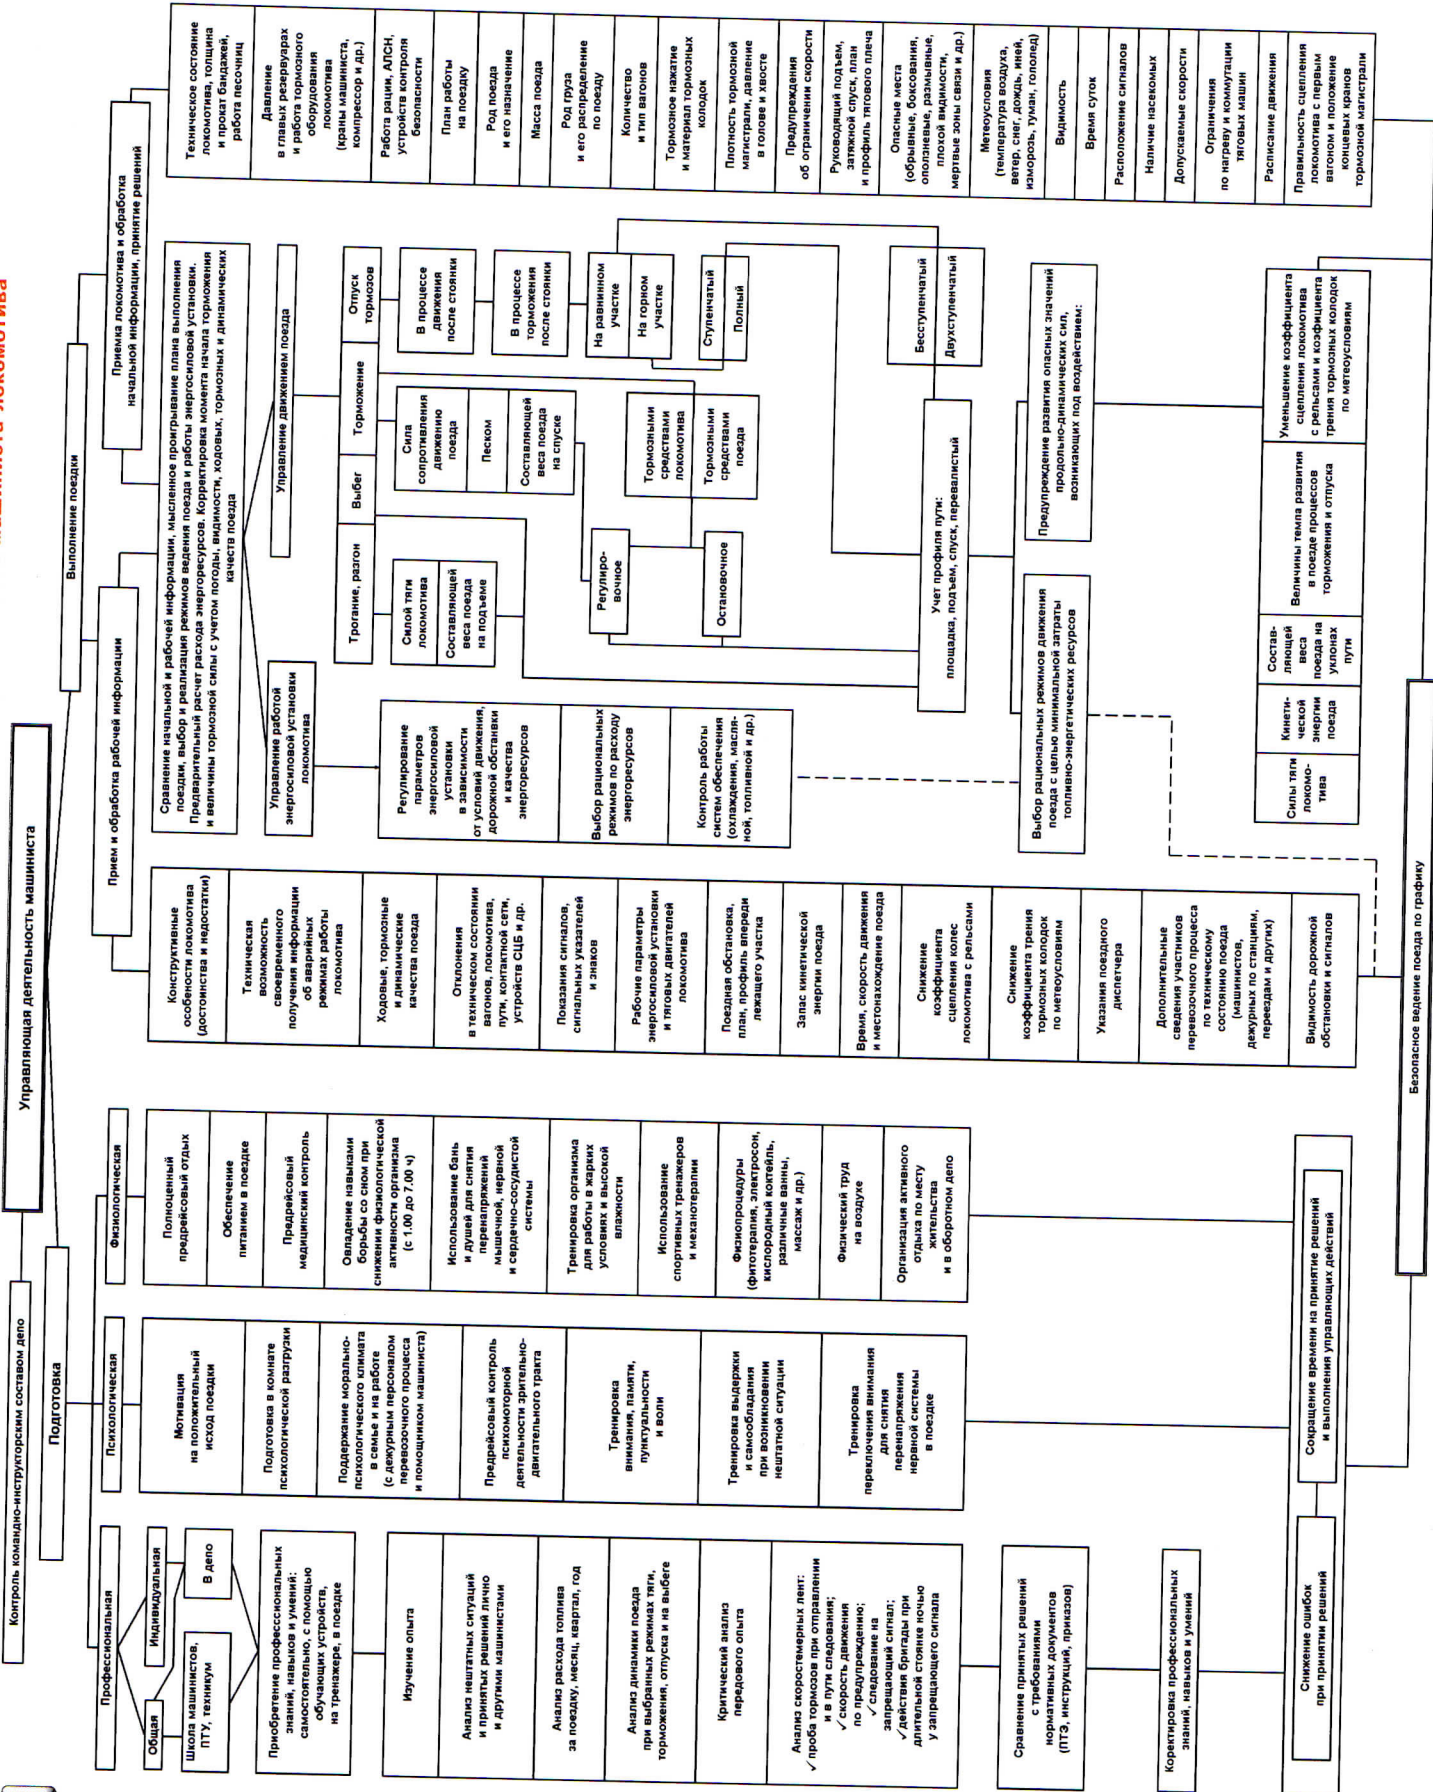 машиниста локомотива
Управляющая деятельность машиниста
Контроль командно-инструкторским составом депо
Подготовка
Выполнение поездки
Профессиональная
Общая
Индивидуальная
Школа машинистов,
ПТУ, техникум
В депо
Приобретение профессиональных
знаний, навыков и умений:
самостоятельно, с помощью
обучающих устройств,
на тренажере, в поездке
Изучение опыта
Анализ нештатных ситуаций
и принятых решений лично
и другими машинистами
Анализ расхода топлива
за поездку, месяц, квартал, год
Анализ динамики поезда
при выбранных режимах тяги,
торможения, отпуска и на выбеге
Критический анализ
передового опыта
Анализ скоростемерных лент:
✓ проба тормозов при отправлении
и в пути следования;
✓ скорость движения
по предупреждению;
✓ следование на
запрещающий сигнал;
✓ действия бригады при
длительной стоянке ночью
у запрещающего сигнала
Сравнение принятых решений
с требованиями
нормативных документов
(ПТЭ, инструкций, приказов)
Коректировка профессиональных
знаний, навыков и умений
Снижение ошибок
при принятии решений
Психологическая
Мотивация
на положительный
исход поездки
Подготовка в комнате
психологической разгрузки
Поддержание морально-
психологического климата
в семье и на работе
(с дежурным персоналом
перевозочного процесса
и помощником машиниста)
Предрейсовый контроль
психомоторной
деятельности зрительно-
двигательного тракта
Тренировка
внимания, памяти,
пунктуальности
и воли
Тренировка выдержки
и самообладания
при возникновении
нештатной ситуации
Тренировка
переключения внимания
для снятия
перенапряжения
нервной системы
в поездке
Физиологическая
Полноценный
предрейсовый отдых
Обеспечение
питанием в поездке
Предрейсовый
медицинский контроль
Овладение навыками
борьбы со сном при
снижении физиологической
активности организма
(с 1.00 до 7.00 ч)
Использование бань
и душей для снятия
перенапряжений
мышечной, нервной
и сердечно-сосудистой
системы
Тренировка организма
для работы в жарких
условиях и высокой
влажности
Использование
спортивных тренажеров
и механотерапии
Физиопроцедуры
(фитотерапия, электросон,
кислородный коктейль,
различные ванны,
массаж и др.)
Физический труд
на воздухе
Организация активного
отдыха по месту
жительства
и в оборотном депо
Сокращение времени на принятие решений
и выполнения управляющих действий
Прием и обработка рабочей информации
Конструктивные
особенности локомотива
(достоинства и недостатки)
Техническая
возможность
своевременного
получения информации
об аварийных
режимах работы
локомотива
Ходовые, тормозные
и динамические
качества поезда
Отклонения
в техническом состоянии
вагонов, локомотива,
пути, контактной сети,
устройств СЦБ и др.
Показания сигналов,
сигнальных указателей
и знаков
Рабочие параметры
энергосиловой установки
и тяговых двигателей
локомотива
Поездная обстановка,
план, профиль впереди
лежащего участка
Запас кинетической
энергии поезда
Время, скорость движения
и местонахождение поезда
Снижение
коэффициента
сцепления колес
локомотива с рельсами
Снижение
коэффициента трения
тормозных колодок
по метеоусловиям
Указания поездного
диспетчера
Дополнительные
сведения участников
перевозочного процесса
по техническому
состоянию поезда
(машинистов,
дежурных по станциям,
переездам и других)
Видимость дорожной
обстановки и сигналов
Приемка локомотива и обработка
начальной информации, принятие решений
Сравнение начальной и рабочей информации, мысленное проигрывание плана выполнения
поездки, выбор и реализация режимов ведения поезда и работы энергосиловой установки.
Предварительный расчет расхода энергоресурсов. Корректировка момента начала торможения
и величины тормозной силы с учетом погоды, видимости, ходовых, тормозных и динамических
качеств поезда
Управление работой
энергосиловой установки
локомотива
Регулирование
параметров
энергосиловой
установки
в зависимости
от условий движения,
дорожной обстановки
и качества
энергоресурсов
Выбор рациональных
режимов по расходу
энергоресурсов
Контроль работы
систем обеспечения
(охлаждения, масля-
ной, топливной и др.)
Управление движением поезда
Трогание, разгон
Выбег
Торможение
Отпуск
тормозов
Силой тяги
локомотива
Составляющей
веса поезда
на подъеме
Сила
сопротивления
движению
поезда
Песком
Составляющей
веса поезда
на спуске
В процессе
движения
после стоянки
В процессе
торможения
после стоянки
На равнинном
участке
На горном
участке
Ступенчатый
Полный
Регулиро-
вочное
Остановочное
Тормозными
средствами
локомотива
Тормозными
средствами
поезда
Бесступенчатый
Двухступенчатый
Учет профиля пути:
площадка, подъем, спуск, перевалистый
Выбор рациональных режимов движения
поезда с целью минимальной затраты
топливно-энергетических ресурсов
Предупреждение развития опасных значений
продольно-динамических сил,
возникающих под воздействием:
Силы тяги
локомо-
тива
Кинети-
ческой
энергии
поезда
Состав-
ляющей
веса
поезда на
уклонах
пути
Величины темпа развития
в поезде процессов
торможения и отпуска
Уменьшение коэффициента
сцепления локомотива
с рельсами и коэффициента
трения тормозных колодок
по метеоусловиям
Техническое состояние
локомотива, толщина
и прокат бандажей,
работа песочниц
Давление
в главных резервуарах
и работа тормозного
оборудования
локомотива
(краны машиниста,
компрессор и др.)
Работа рации, АЛСН,
устройств контроля
безопасности
План работы
на поездку
Род поезда
и его назначение
Масса поезда
Род груза
и его распределение
по поезду
Количество
и тип вагонов
Тормозное нажатие
и материал тормозных
колодок
Плотность тормозной
магистрали, давление
в голове и хвосте
Предупреждения
об ограничении скорости
Руководящий подъем,
затяжной спуск, план
и профиль тягового плеча
Опасные места
(обрывные, боксования,
оползневые, размывные,
плохой видимости,
мертвые зоны связи и др.)
Метеоусловия
(температура воздуха,
ветер, снег, дождь, иней,
изморозь, туман, гололед)
Видимость
Время суток
Расположение сигналов
Наличие насекомых
Допускаемые скорости
Ограничения
по нагреву и коммутации
тяговых машин
Расписание движения
Правильность сцепления
локомотива с первым
вагоном и положение
концевых кранов
тормозной магистрали
Безопасное ведение поезда по графику